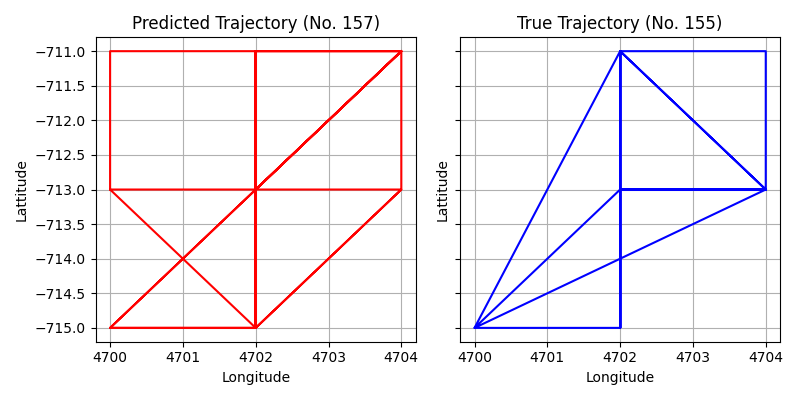 Predicted Trajectory (No. 157)
True Trajectory (No. 155)
Lattitude
−711.0
−711.5
−712.0
−712.5
−713.0
−713.5
−714.0
−714.5
−715.0
4700 4701 4702 4703 4704
Longitude
Lattitude
4700 4701 4702 4703 4704
Longitude